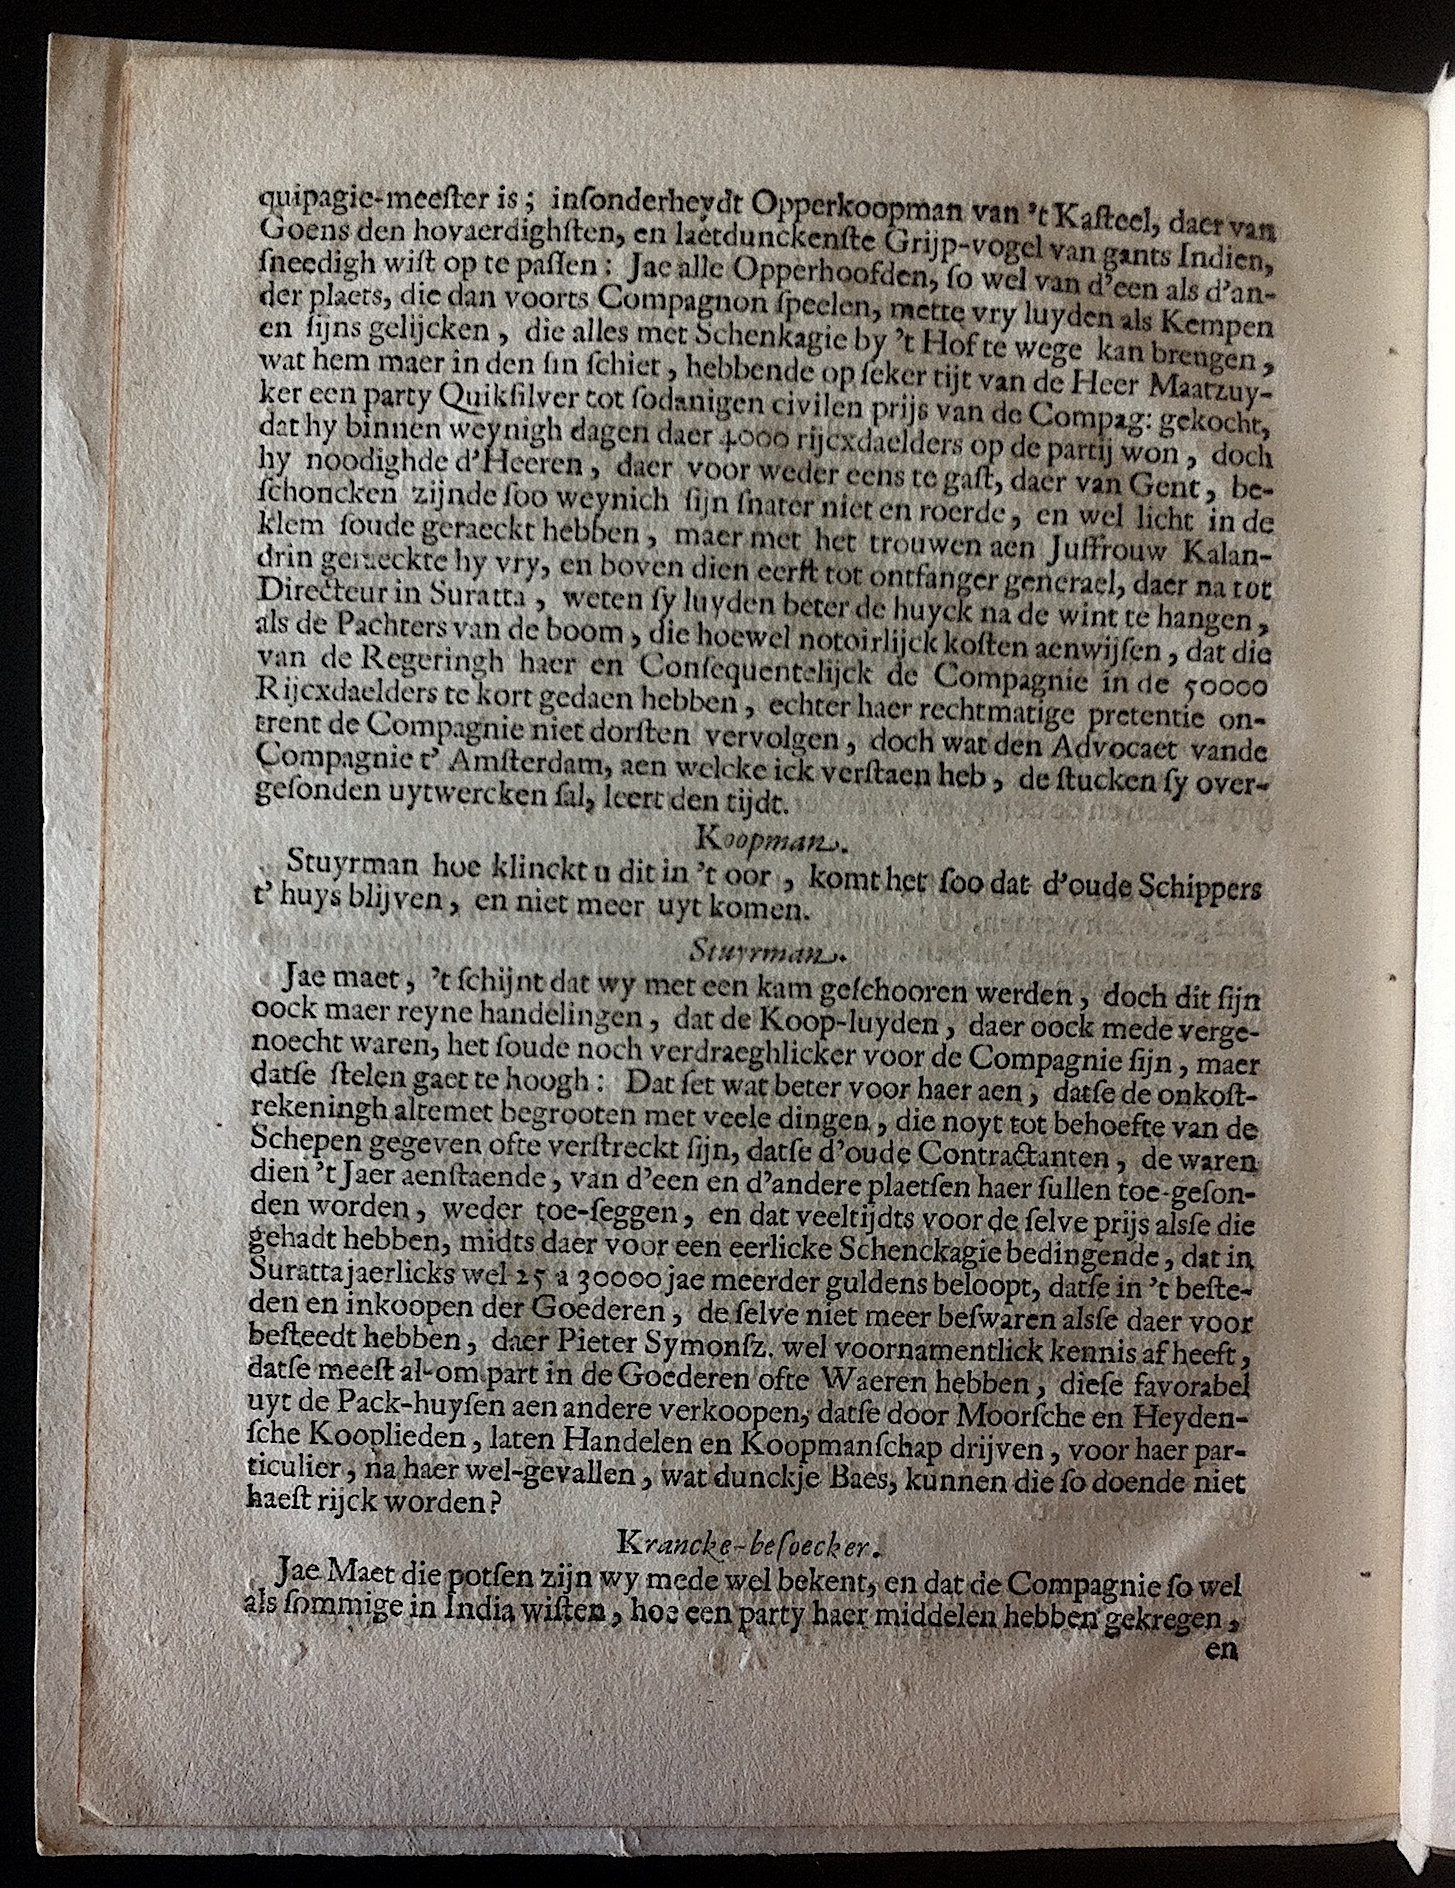 quipagie-meeſter is; inſonderheydt Opperkoopman van 't Kaſteel, daer van
Goens den hovaerdighſten, en laetdunckenſte Grijp-vogel van gants Indien,
ſneedigh wiſt op te paſſen: Jae alle Opperhoofden, ſo wel van d'een als d'an-
der plaets, die dan voorts Compagnon ſpeelen, mette vry luyden als Kempen
en ſijns gelijcken, die alles met Schenkagie by 't Hof te wege kan brengen,
wat hem maer in den ſin ſchiet, hebbende op ſeker tijt van de Heer Maatzuy-
ker een party Quikſilver tot ſodanigen civilen prijs van de Compag: gekocht,
dat hy binnen weynigh dagen daer 4000 rijcxdaelders op de partij won, doch
hy noodighde d'Heeren, daer voor weder eens te gaſt, daer van Gent, be-
ſchoncken zijnde ſoo weynich ſijn ſnater niet en roerde, en wel licht in de
klem ſoude geraeckt hebben, maer met het trouwen aen Juffrouw Kalan-
drin geraeckte hy vry, en boven dien eerſt tot ontfanger generael, daer na tot
Directeur in Suratta, weten ſy luyden beter de huyck na de wint te hangen,
als de Pachters van de boom, die hoewel notoirlijck koſten aenwijſen, dat die
van de Regeringh haer en Conſequentelijck de Compagnie in de 50000
Rijcxdaelders te kort gedaen hebben, echter haer rechtmatige pretentie on-
trent de Compagnie niet dorſten vervolgen, doch wat den Advocaet vande
Compagnie t' Amſterdam, aen welcke ick verſtaen heb, de ſtucken ſy over-
geſonden uytwercken ſal, leert den tijdt.
Koopman.
Stuyrman hoe klinckt u dit in 't oor, komt het ſoo dat d'oude Schippers
t' huys blijven, en niet meer uyt komen.
Stuyrman.
Jae maet, 't ſchijnt dat wy met een kam geſchooren werden, doch dit ſijn
oock maer reyne handelingen, dat de Koop-luyden, daer oock mede verge-
noecht waren, het ſoude noch verdraeghlicker voor de Compagnie ſijn, maer
datſe ſtelen gaet te hoogh: Dat ſet wat beter voor haer aen, datſe de onkoſt-
rekeningh altemet begrooten met veele dingen, die noyt tot behoefte van de
Schepen gegeven ofte verſtreckt ſijn, datſe d'oude Contractanten, de waren
dien 't Jaer aenſtaende, van d'een en d'andere plaetſen haer ſullen toe-geſon-
den worden, weder toe-ſeggen, en dat veeltijdts voor de ſelve prijs alsſe die
gehadt hebben, midts daer voor een eerlicke Schenckagie bedingende, dat in
Suratta jaerlicks wel 25 a 30000 jae meerder guldens beloopt, datſe in 't beſte-
den en inkoopen der Goederen, de ſelve niet meer beſwaren alsſe daer voor
beſteedt hebben, daer Pieter Symonſz. wel voornamentlick kennis af heeft,
datſe meeſt al-om part in de Goederen ofte Waeren hebben, dieſe favorabel
uyt de Pack-huyſen aen andere verkoopen, datſe door Moorſche en Heyden-
ſche Kooplieden, laten Handelen en Koopmanſchap drijven, voor haer par-
ticulier, na haer wel-gevallen, wat dunckje Baes, kunnen die ſo doende niet
haeſt rijck worden?
Krancke-beſoecker.
Jae Maet die potſen zijn wy mede wel bekent, en dat de Compagnie ſo wel
als ſommige in India wiſten, hoe een party haer middelen hebben gekregen,
en